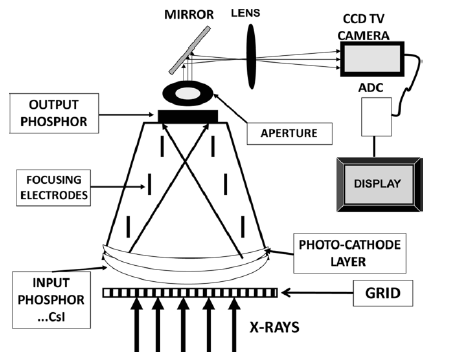 MIRROR
LENS
CCD TV
CAMERA
ADC
OUTPUT
PHOSPHOR
APERTURE
FOCUSING
ELECTRODES
DISPLAY
PHOTO-CATHODE
LAYER
INPUT
PHOSPHOR
...CsI
GRID
X-RAYS